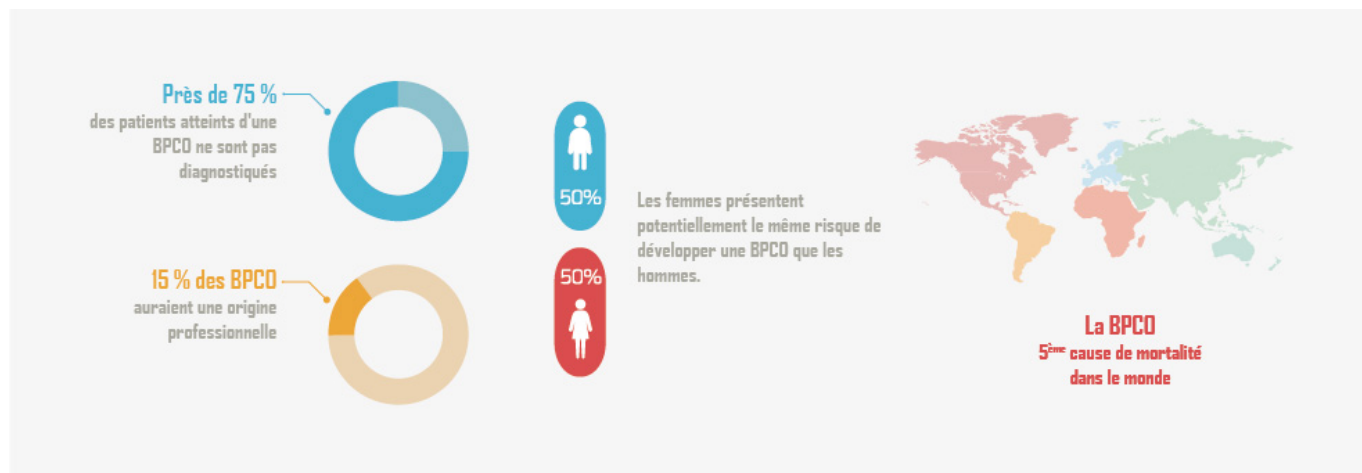 Près de 75 %
des patients atteints d'une
BPCO ne sont pas
diagnostiqués
15 % des BPCO
auraient une origine
professionnelle
50%
50%
Les femmes présentent
potentiellement le même risque de
développer une BPCO que les
hommes.
La BPCO
5ème cause de mortalité
dans le monde